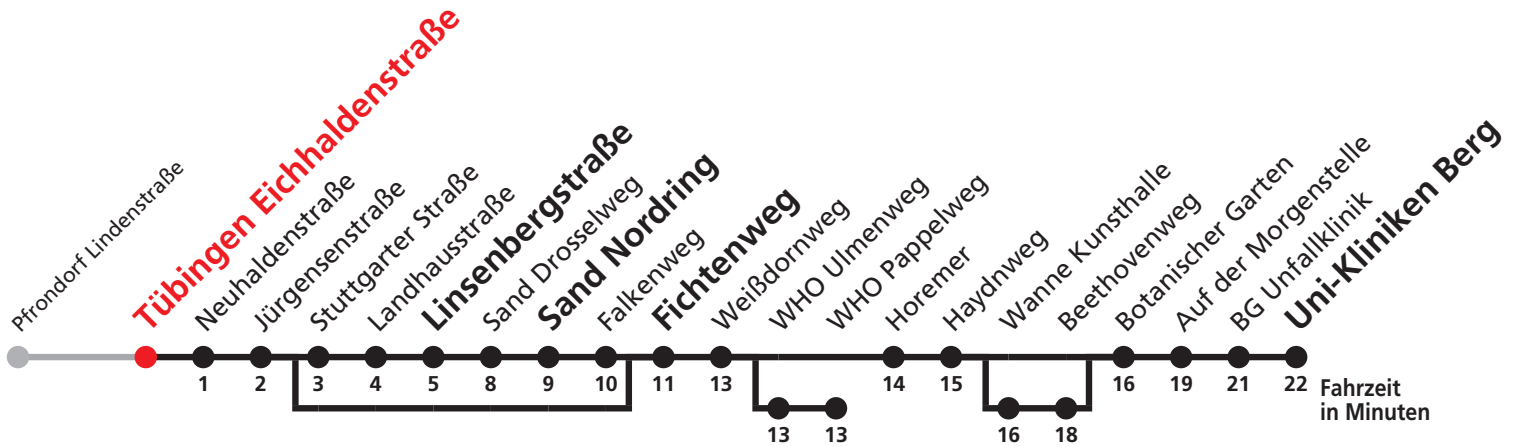 Pfrondorf Lindenstraße
Tübingen Eichhaldenstraße
Neuhaldenstraße
Jürgensenstraße
Stuttgarter Straße
Landhausstraße
Linsenbergstraße
Sand Drosselweg
Sand Nordring
Falkenweg
Fichtenweg
Weißdornweg
WHO Ulmenweg
WHO Pappelweg
Horemer
Haydnweg
Wanne Kunsthalle
Beethovenweg
Botanischer Garten
Auf der Morgenstelle
BG Unfallklinik
Uni-Kliniken Berg
1 2 3 4 5 8 9 10 11 13 14 15 16 19 21 22
Fahrzeit
in Minuten
13 13 16 18